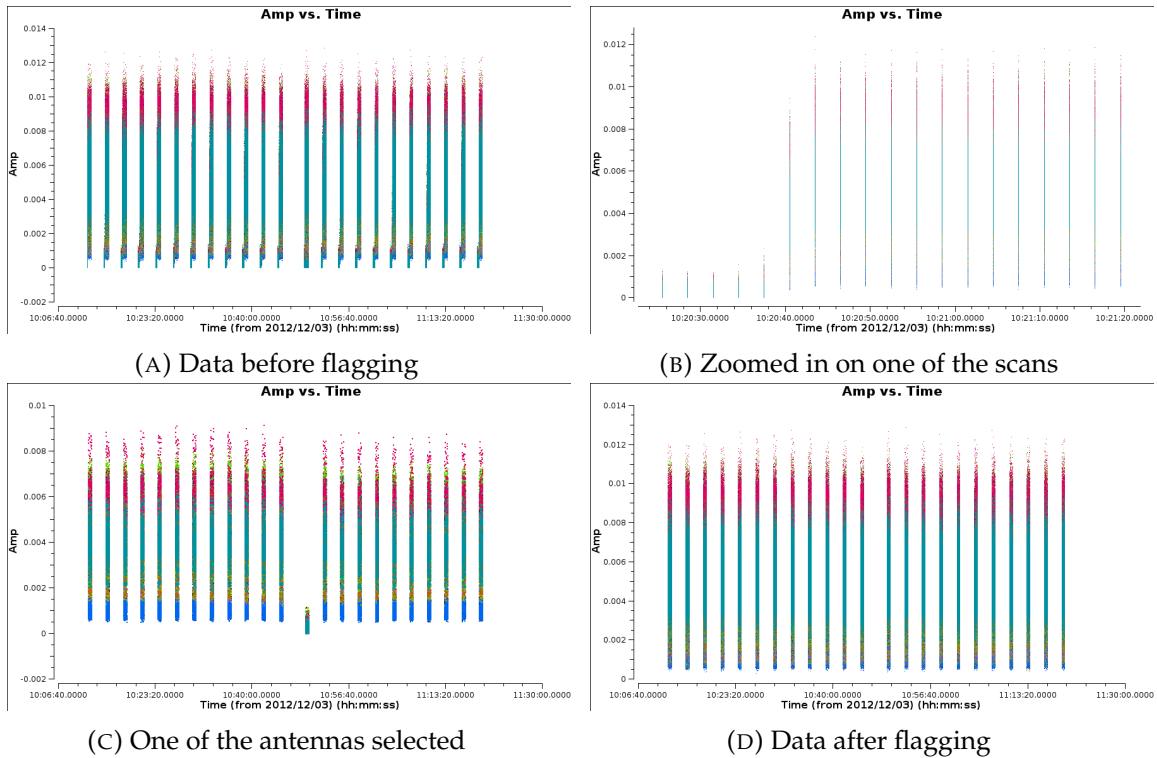 Amp vs. Time
0.014
0.012
0.01
0.008
0.006
0.004
0.002
0
-0.002
Amp
10:06:40.0000 10:23:20.0000 10:40:00.0000 10:56:40.0000 11:13:20.0000 11:30:00.0000
Time (from 2012/12/03) (hh:mm:ss)
(A) Data before flagging
Amp vs. Time
0.012
0.01
0.008
0.006
0.004
0.002
0
Amp
10:20:30.0000 10:20:40.0000 10:20:50.0000 10:21:00.0000 10:21:10.0000 10:21:20.0000
Time (from 2012/12/03) (hh:mm:ss)
(B) Zoomed in on one of the scans
Amp vs. Time
0.01
0.008
0.006
0.004
0.002
0
-0.002
Amp
10:06:40.0000 10:23:20.0000 10:40:00.0000 10:56:40.0000 11:13:20.0000 11:30:00.0000
Time (from 2012/12/03) (hh:mm:ss)
(C) One of the antennas selected
Amp vs. Time
0.014
0.012
0.01
0.008
0.006
0.004
0.002
0
Amp
10:06:40.0000 10:23:20.0000 10:40:00.0000 10:56:40.0000 11:13:20.0000 11:30:00.0000
Time (from 2012/12/03) (hh:mm:ss)
(D) Data after flagging